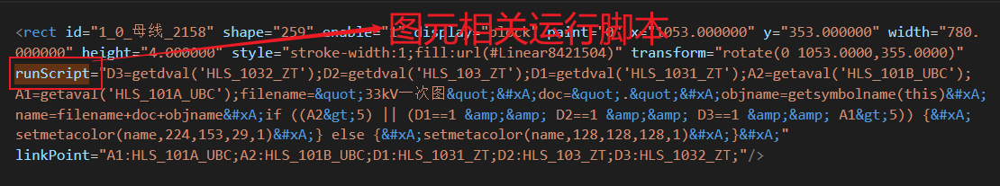 图元相关运行脚本
<rect id="1_0_母线_2158" shape="259" enable="1" display="block" paint="0" x="1053.000000" y="353.000000" width="780.
000000" height="4.000000" style="stroke-width:1;fill:url(#Linear8421504)" transform="rotate(0 1053.0000,355.0000)"
runScript="D3=getdval('HLS_1032_ZT');D2=getdval('HLS_103_ZT');D1=getdval('HLS_1031_ZT');A2=getaval('HLS_101B_UBC');
A1=getaval('HLS_101A_UBC');filename=&quot;33kV一次图&quot;&#xA;doc=&quot;.&quot;&#xA;objname=getsymbolname(this)&#xA;
name=filename+doc+objname&#xA;if ((A2&gt;5) || (D1==1 &amp;&amp; D2==1 &amp;&amp; D3==1 &amp;&amp; A1&gt;5)) {&#xA;
setmetacolor(name,224,153,29,1)&#xA;} else {&#xA;setmetacolor(name,128,128,128,1)&#xA;}&#xA;"
linkPoint="A1:HLS_101A_UBC;A2:HLS_101B_UBC;D1:HLS_1031_ZT;D2:HLS_103_ZT;D3:HLS_1032_ZT;"/>